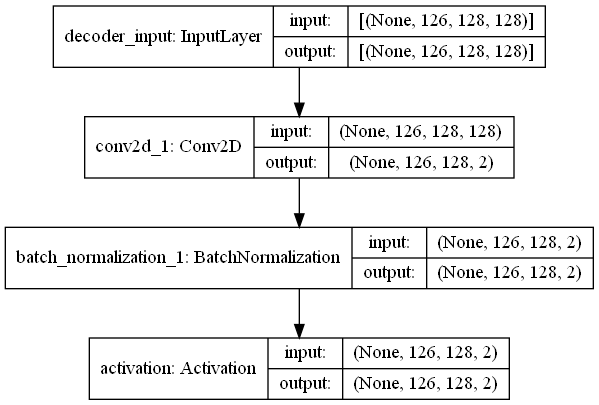 decoder_input: InputLayer input: [(None, 126, 128, 128)]
output: [(None, 126, 128, 128)]
conv2d_1: Conv2D input: (None, 126, 128, 128)
output: (None, 126, 128, 2)
batch_normalization_1: BatchNormalization input: (None, 126, 128, 2)
output: (None, 126, 128, 2)
activation: Activation input: (None, 126, 128, 2)
output: (None, 126, 128, 2)